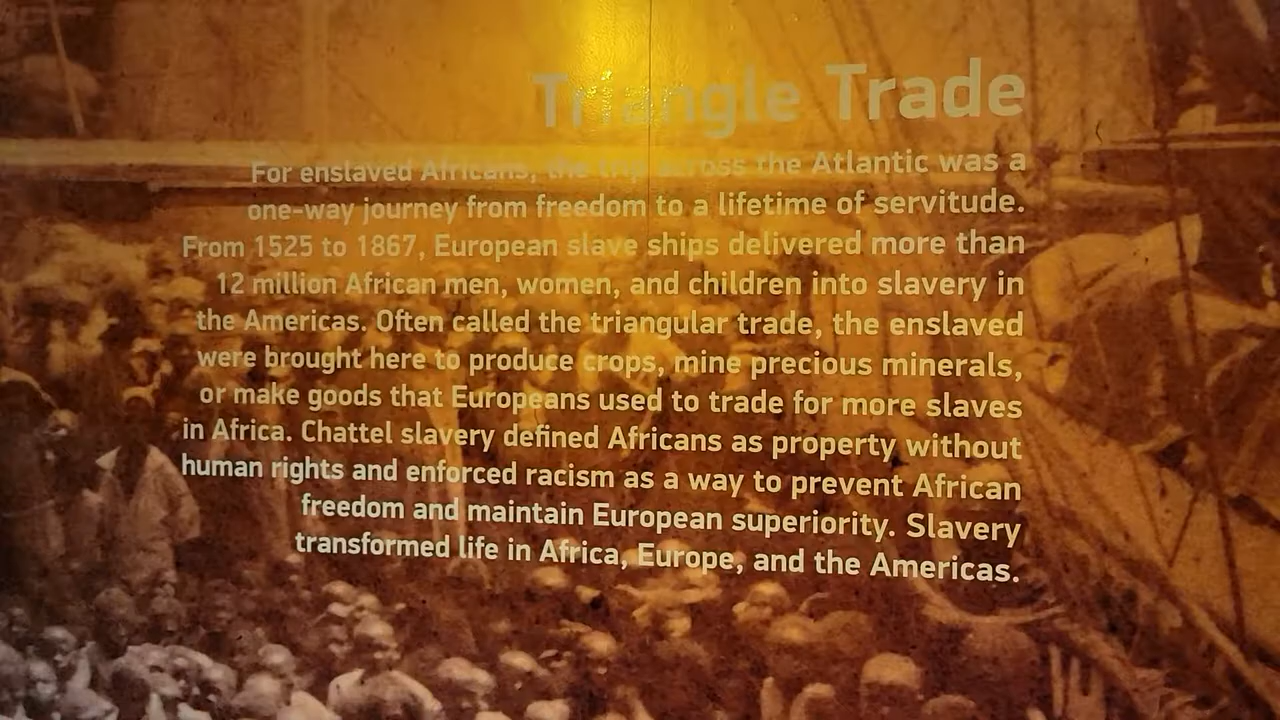 Triangle Trade
For enslaved Africans, the trip across the Atlantic was a
one-way journey from freedom to a lifetime of servitude.
From 1525 to 1867, European slave ships delivered more than
12 million African men, women, and children into slavery in
the Americas. Often called the triangular trade, the enslaved
were brought here to produce crops, mine precious minerals,
or make goods that Europeans used to trade for more slaves
in Africa. Chattel slavery defined Africans as property without
human rights and enforced racism as a way to prevent African
freedom and maintain European superiority. Slavery
transformed life in Africa, Europe, and the Americas.